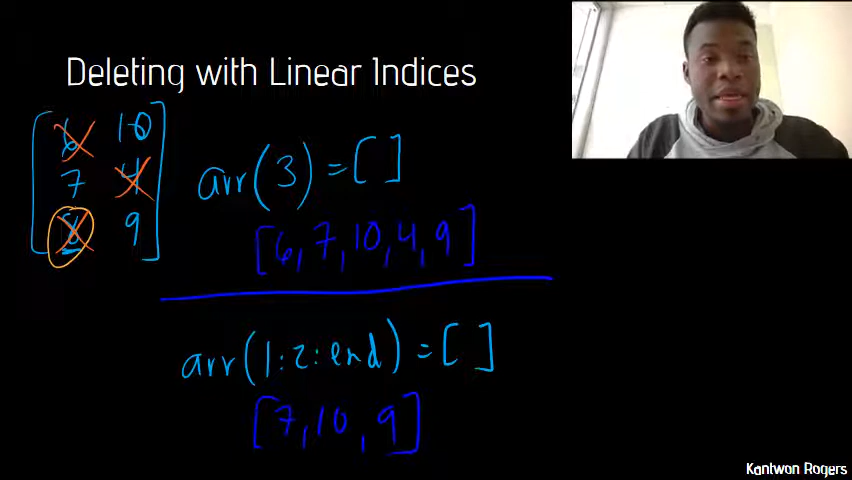 Deleting with Linear Indices
6 10
7 4
8 9
arr(3)=[]
[6,7,10,4,9]
arr(1:2:end)=[]
[7,10,9]
Kantwon Rogers